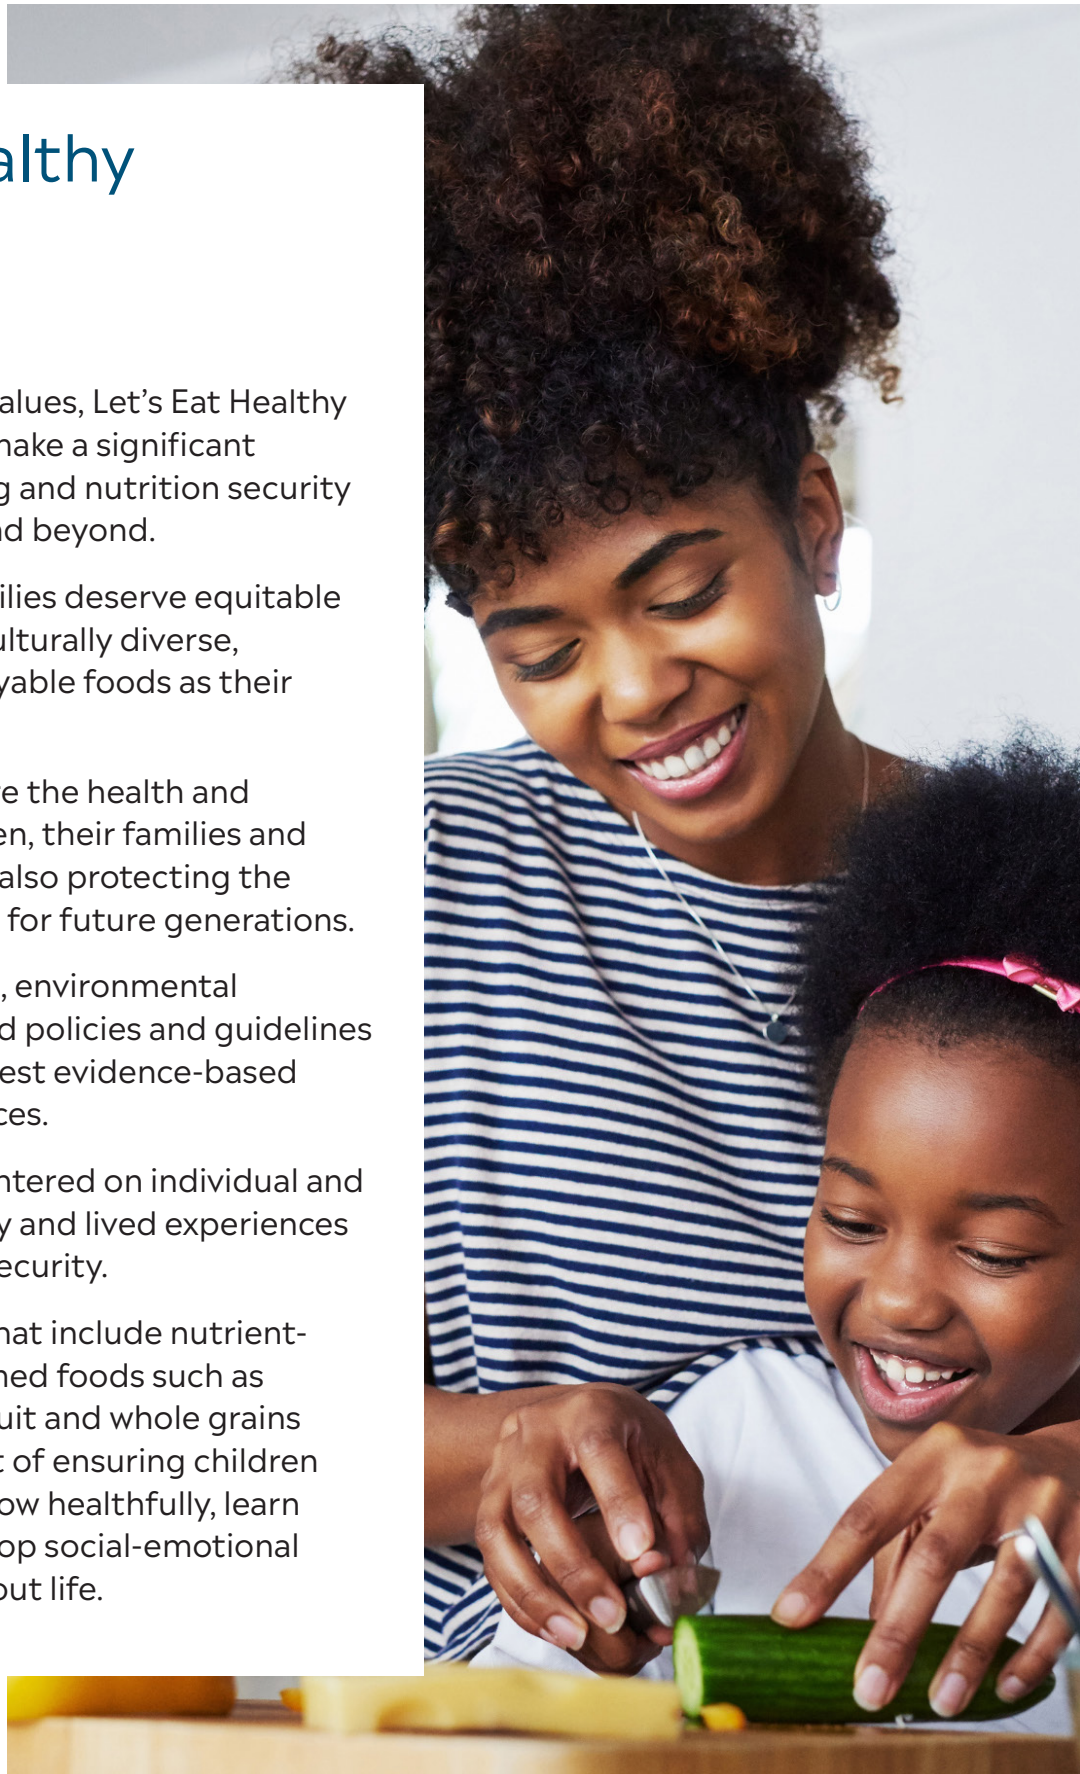 althy
alues, Let's Eat Healthy
nake a significant
g and nutrition security
nd beyond.
ilies deserve equitable
ulturally diverse,
yable foods as their
e the health and
en, their families and
also protecting the
for future generations.
, environmental
d policies and guidelines
est evidence-based
ces.
ntered on individual and
y and lived experiences
ecurity.
hat include nutrient-
ned foods such as
uit and whole grains
t of ensuring children
ow healthfully, learn
op social-emotional
out life.